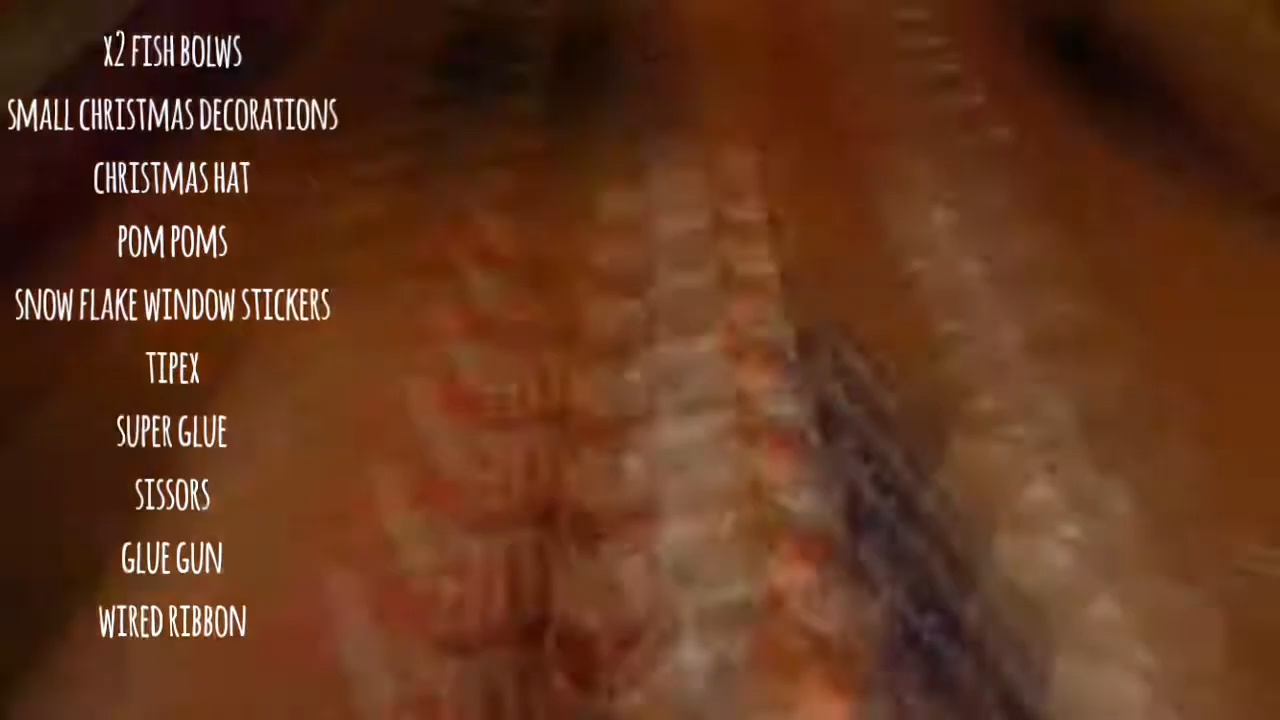 X2 FISH BOLWS
SMALL CHRISTMAS DECORATIONS
CHRISTMAS HAT
POM POMS
SNOW FLAKE WINDOW STICKERS
TIPEX
SUPER GLUE
SISSORS
GLUE GUN
WIRED RIBBON